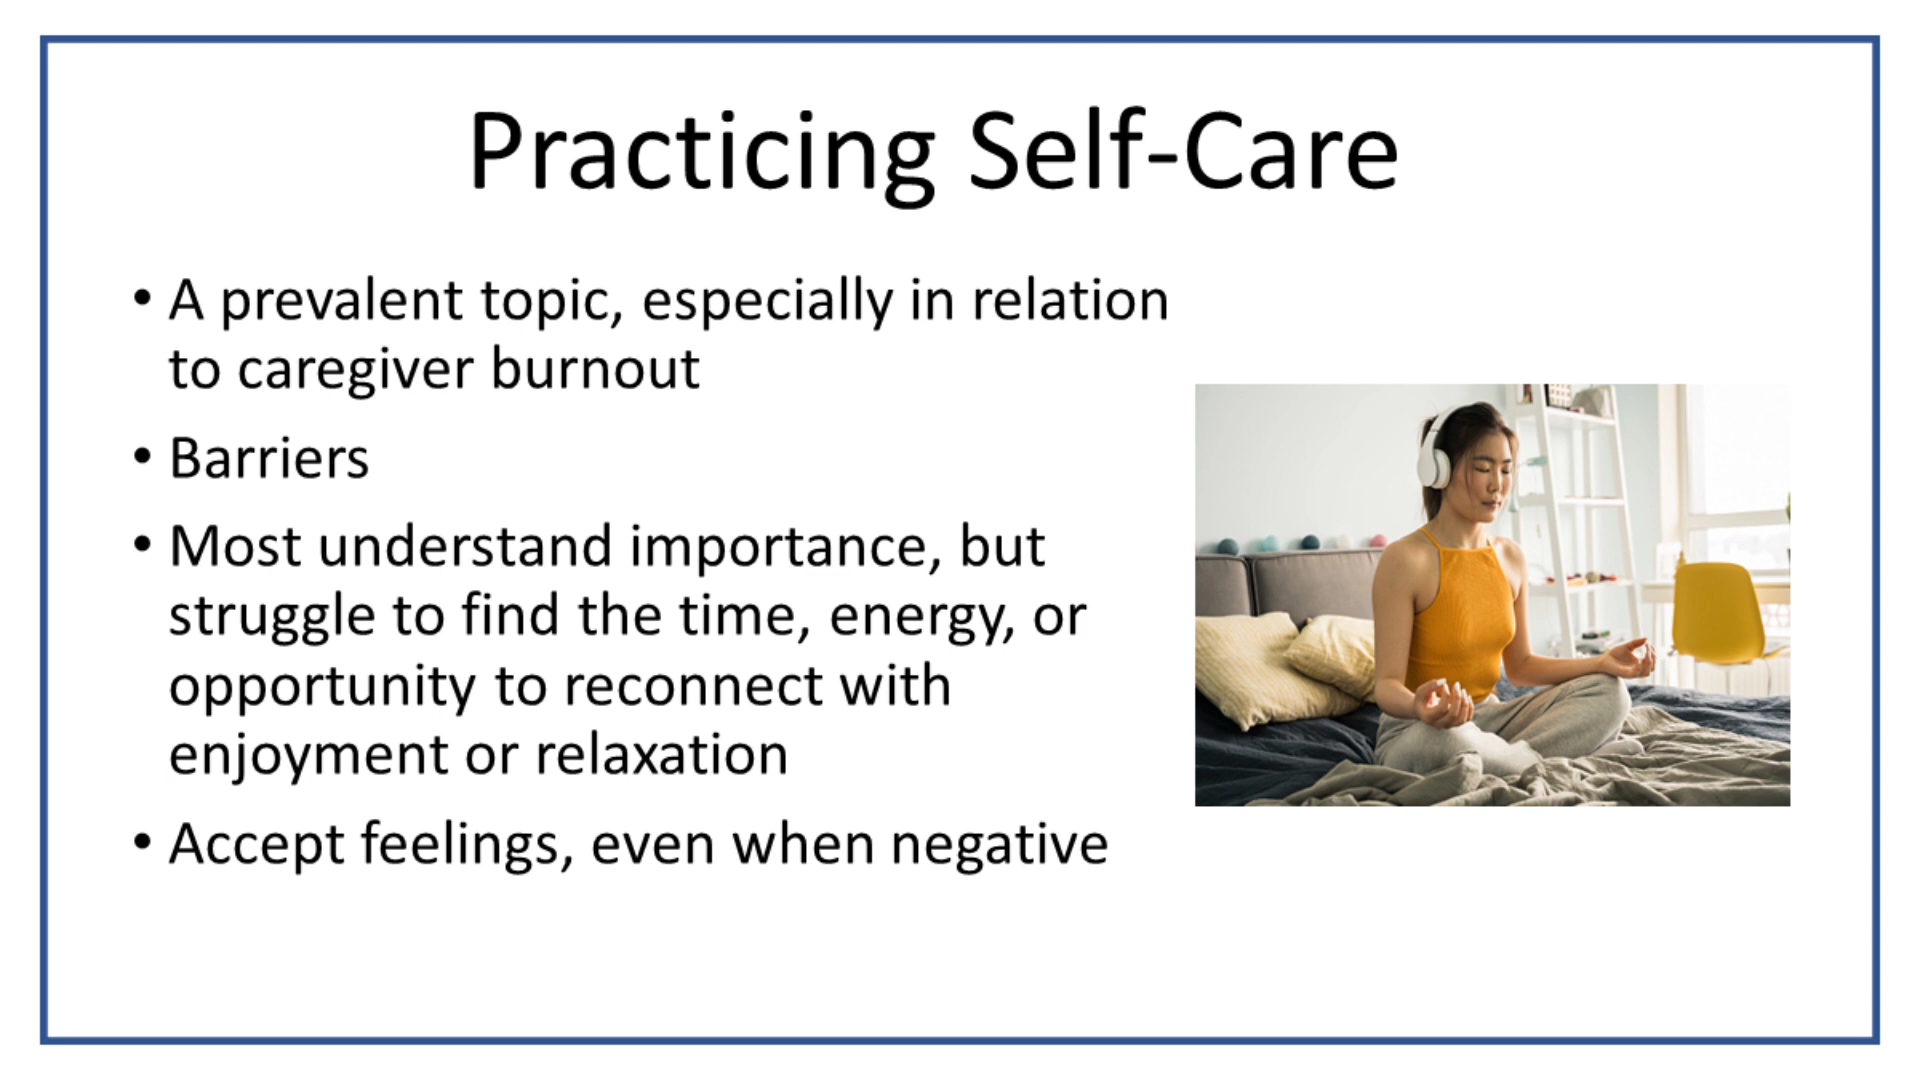 Practicing Self-Care
• A prevalent topic, especially in relation
to caregiver burnout
• Barriers
• Most understand importance, but
struggle to find the time, energy, or
opportunity to reconnect with
enjoyment or relaxation
• Accept feelings, even when negative